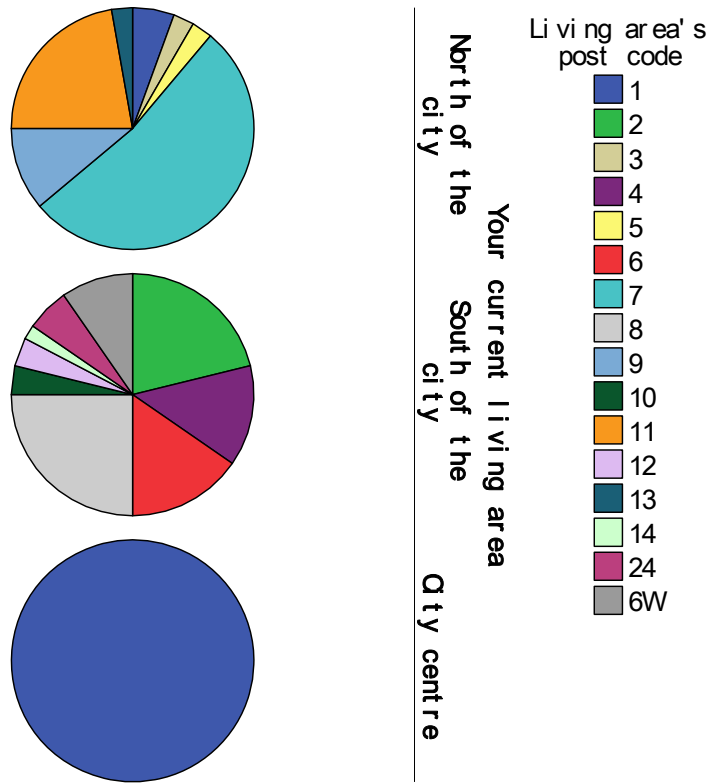 North of the
city
South of the
city
City centre
Your current living area
Living area's
post code
1
2
3
4
5
6
7
8
9
10
11
12
13
14
24
6W